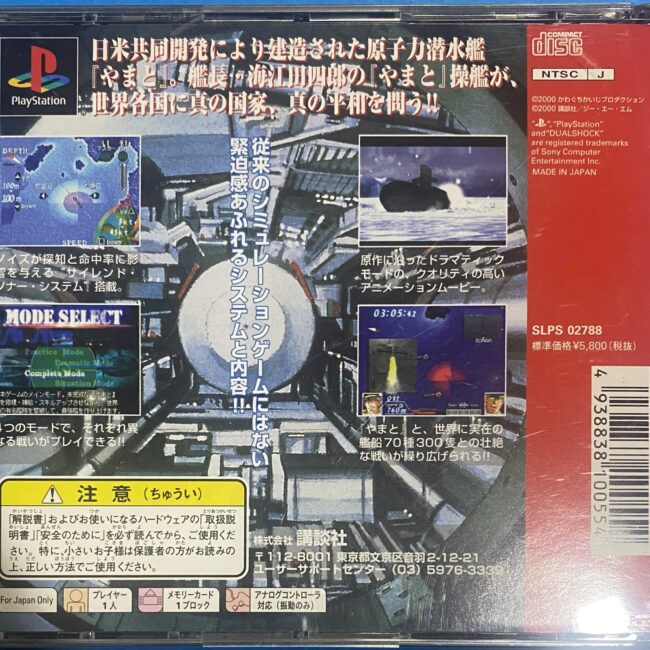 PlayStation
日米共同開発により建造された原子力潜水艦
『やまと』。艦長・海江田四郎の『やまと』操艦が、
世界各国に真の国家、真の平和を問う!!
COMPACT
disc
NTSC J
©2000 かわぐちかいじプロダクション
©2000 講談社／ジー・エー・エム
"", "PlayStation"
and "DUALSHOCK"
are registered trademarks
of Sony Computer
Entertainment Inc.
MADE IN JAPAN
従来のシミュレーションゲームにはない
緊迫感あふれるシステムと内容!!
DEPTH
100m
100m
DOWN
SPEED
DOWN
ノイズが探知と命中率に影
響を与える“サイレンド・
ソナー・システム”搭載。
原作に沿ったドラマティック
モードの、クオリティの高い
アニメーションムービー。
MODE SELECT
Practice Mode
Dramatic Mode
Complete Mode
Situation Mode
4つのモードで、それぞれ異
なる戦いがプレイできる!!
03:05:42
0kt
760m
『やまと』と、世界に実在の
艦船70種300隻との壮絶
な戦いが繰り広げられる!!
SLPS 02788
標準価格¥5,800(税抜)
4 938838 100554
注意（ちゅうい）
『解説書』およびお使いになるハードウェアの『取扱説
明書』『安全のために』を必ず読んでから、ご使用くだ
さい。特に、小さいお子様は保護者の方がお読みの
上、正しい方法でご使用ください。
株式会社 講談社
〒112-8001 東京都文京区音羽2-12-21
ユーザーサポートセンター (03) 5976-3339
For Japan Only
プレイヤー
1人
メモリーカード
1ブロック
アナログコントローラ
対応(振動のみ)